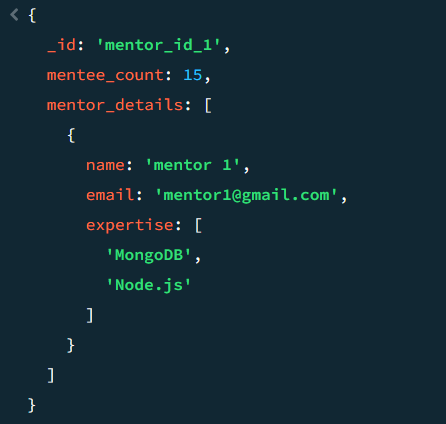 {
_id: 'mentor_id_1',
mentee_count: 15,
mentor_details: [
{
name: 'mentor 1',
email: 'mentor1@gmail.com',
expertise: [
'MongoDB',
'Node.js'
]
}
]
}